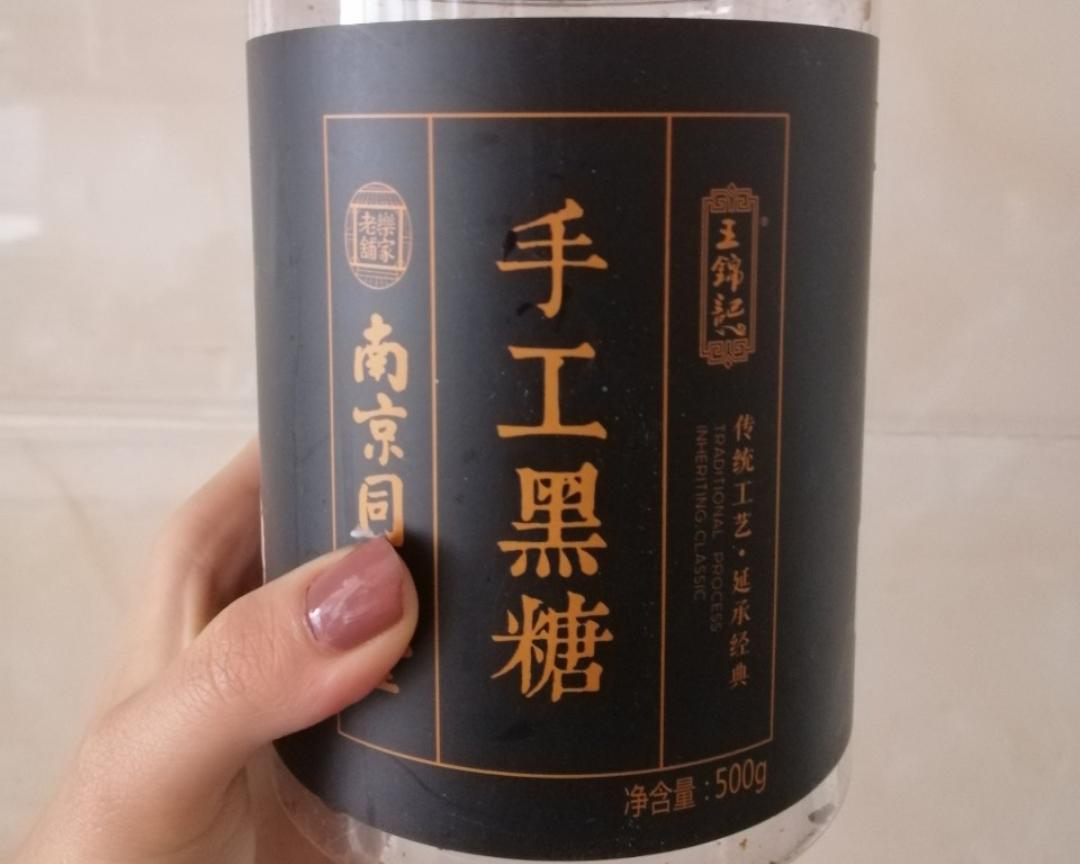 王錦記
®
传统工艺·延承经典
TRADITIONAL PROCESS
INHERITING CLASSIC
手工黑糖
樂家
老舖
南京同
净含量:500g